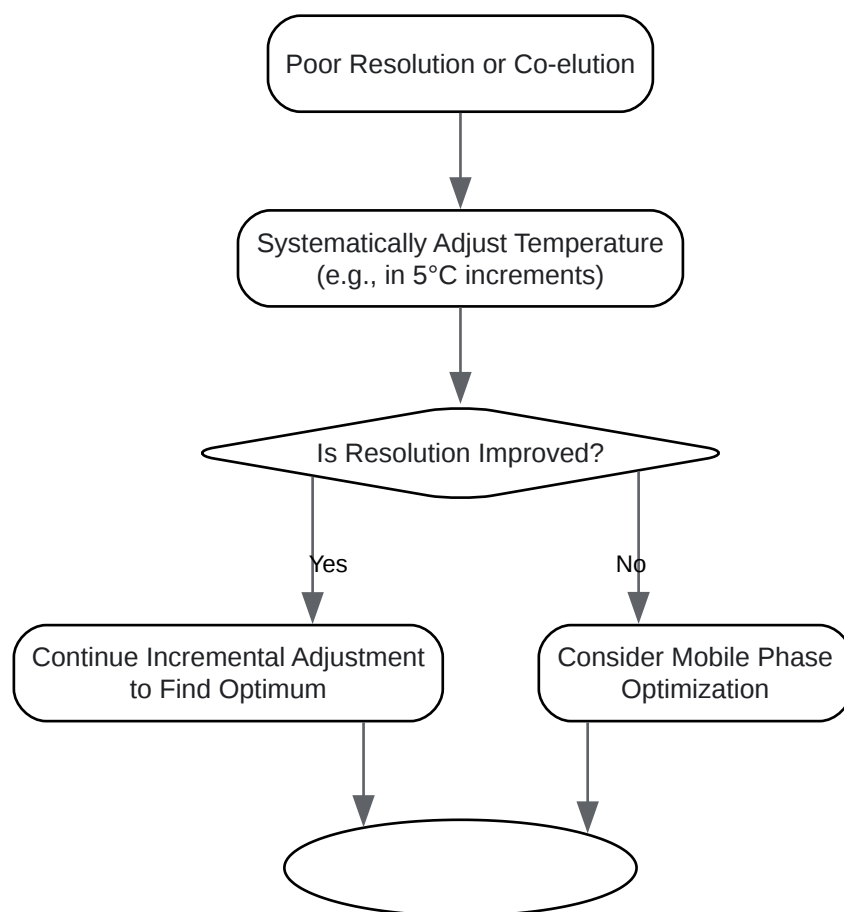 Poor Resolution or Co-elution
Systematically Adjust Temperature
(e.g., in 5°C increments)
Is Resolution Improved?
Yes
No
Continue Incremental Adjustment
to Find Optimum
Consider Mobile Phase
Optimization